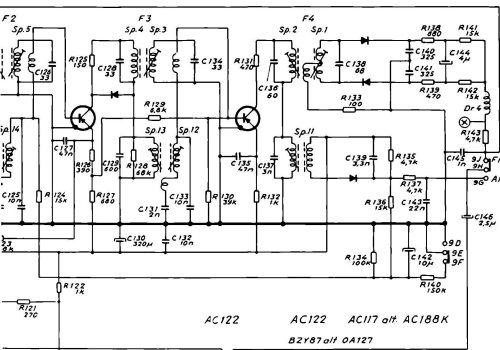 F2
F3
F4
Sp.5
Sp.4 Sp.3
Sp.2 Sp.1
R138
680
R141
15k
C128
33
R125
150
C128
33
C134
33
R131
470
C138
60
C138
68
C140
325
C144
4µ
C141
325
R139
470
R142
15k
R129
6,8k
R133
100
Dr 4
Sp.14
C127
47n
Sp.13 Sp.12
Sp.11
R143
4,7k
R126
390
C129
600
R128
68k
C135
47n
C137
3n
C139
3,3n
R135
4,7k
C145
1n
9J
9H
9G
R137
4,7k
C125
10n
R124
15k
R127
680
C131
2n
C133
10n
R130
39k
R132
1k
R136
15k
C143
22n
C146
2,5µ
C130
320µ
C132
10n
R134
100k
C142
10µ
9D
9E
9F
R140
150k
R122
1k
R121
270
AC122 AC122 AC117 alt. AC188K
BZY87 alt OA127